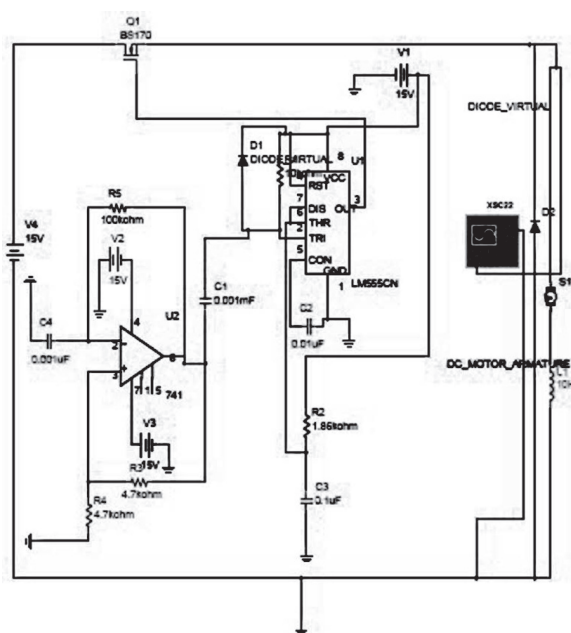 Q1
BS170
V1
15V
DIODE_VIRTUAL
D1
DIODE_VIRTUAL
10kohm
8
U1
VCC
RST
7
DIS
OUT
3
6
THR
2
TRI
5
CON
GND
1
LM555CN
XSC22
D2
S1
R5
100kohm
V4
15V
V2
15V
C1
0.001mF
C2
0.01uF
C4
0.001uF
4
U2
2
6
3
7
1
5
741
V3
15V
DC_MOTOR_ARMATURE
L1
R2
1.86kohm
R3
4.7kohm
C3
0.1uF
R4
4.7kohm